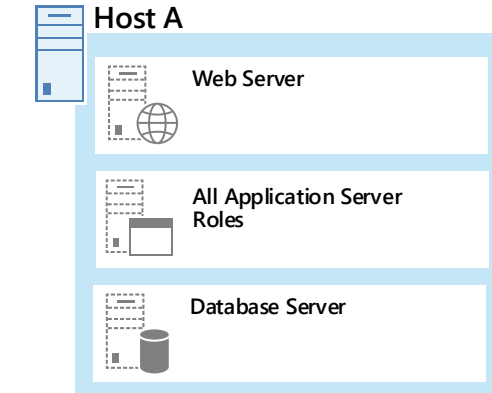 Host A
Web Server
All Application Server
Roles
Database Server